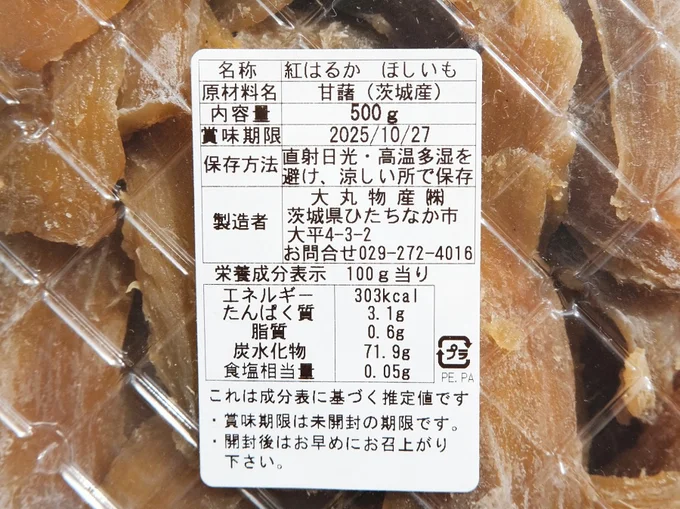 名称 紅はるか ほしいも
原材料名 甘藷（茨城産）
内容量 500g
賞味期限 2025/10/27
保存方法 直射日光・高温多湿を
避け、涼しい所で保存
製造者 大丸物産㈱
茨城県ひたちなか市
大平4-3-2
お問合せ029-272-4016
栄養成分表示 100g当り
エネルギー 303kcal
たんぱく質 3.1g
脂質 0.6g
炭水化物 71.9g
食塩相当量 0.05g
プラ
PE.PA
これは成分表に基づく推定値です
・賞味期限は未開封の期限です。
・開封後はお早めにお召上がり
下さい。